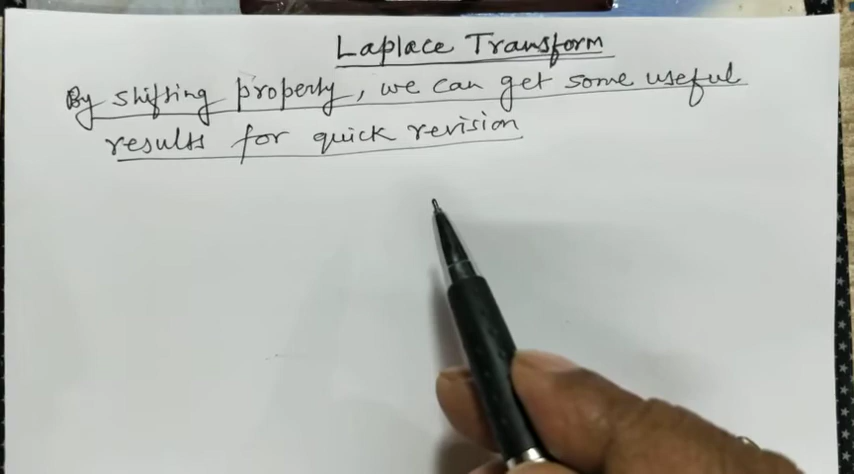 Laplace Transform
By shifting property, we can get some useful
results for quick revision